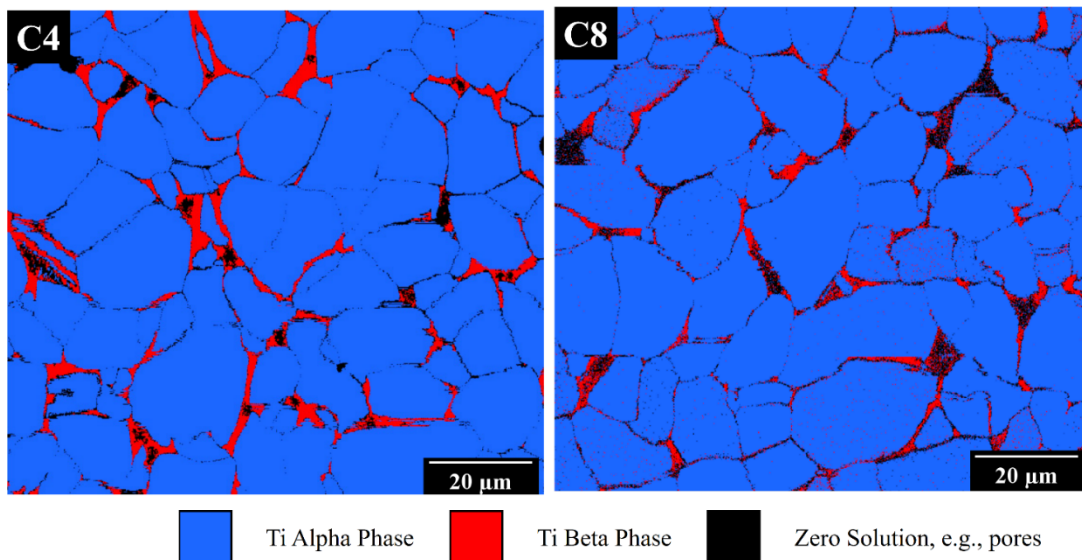 C4
C8
20 μm
20 μm
Ti Alpha Phase
Ti Beta Phase
Zero Solution, e.g., pores